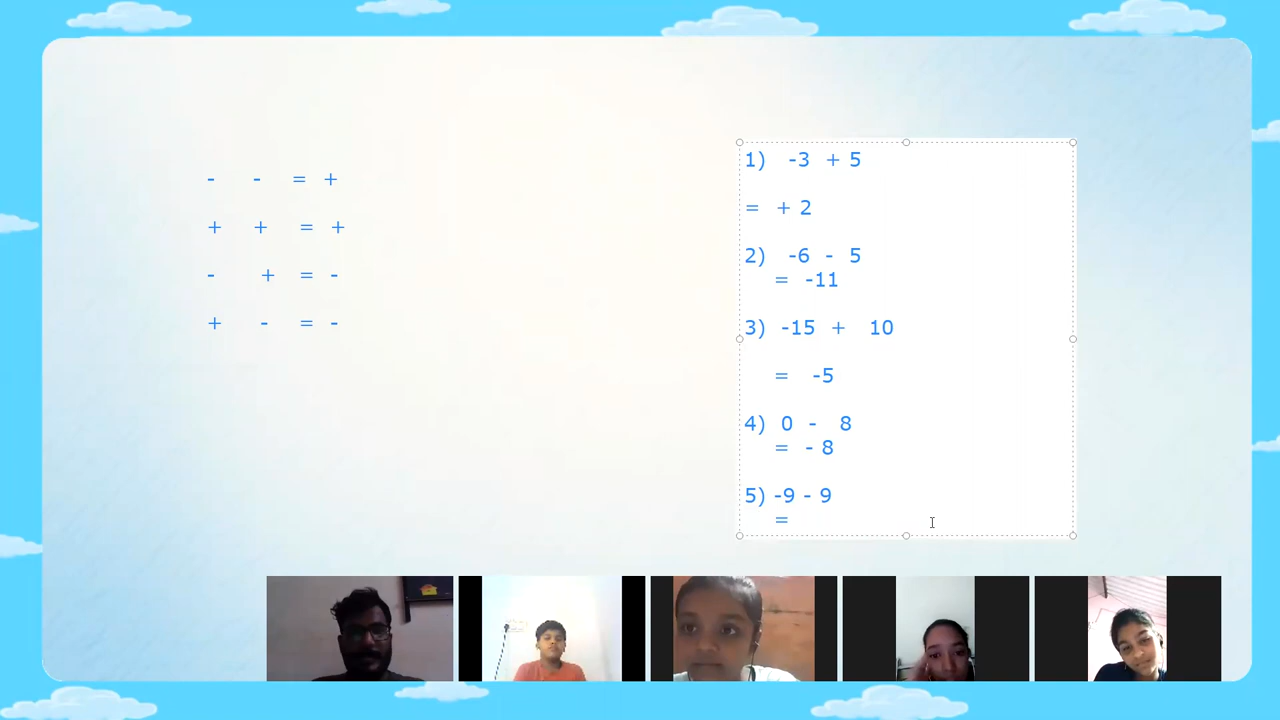 - - = +
+ + = +
- + = -
+ - = -
1) -3 + 5
= + 2
2) -6 - 5
= -11
3) -15 + 10
= -5
4) 0 - 8
= - 8
5) -9 - 9
=